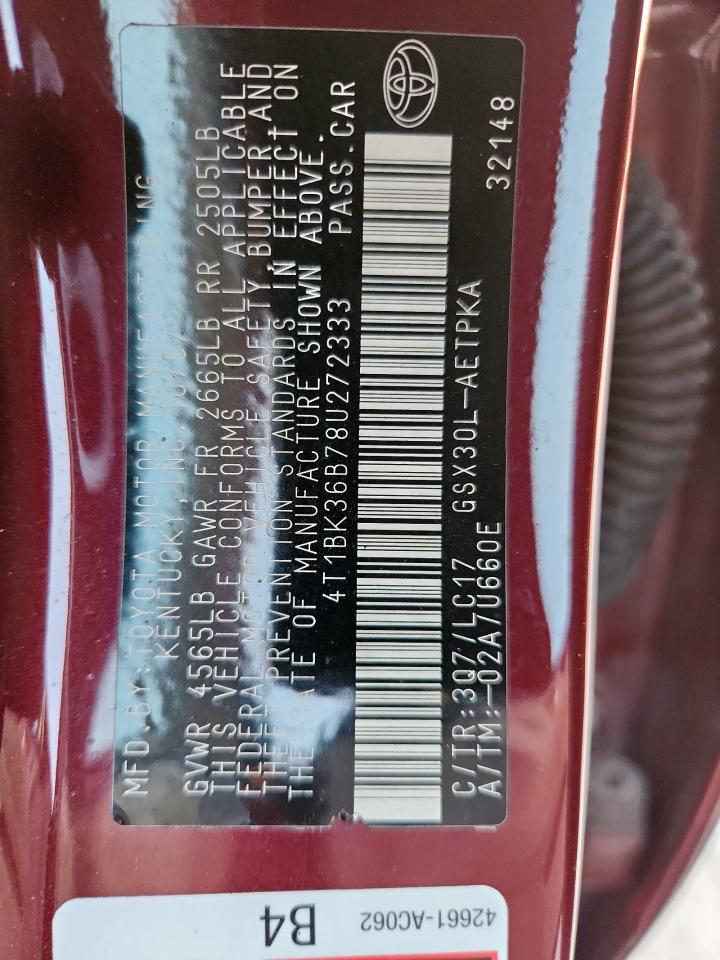 MFD.BY:TOYOTA MOTOR MANUFACTURING,
KENTUCKY,INC
GVWR 4565LB GAWR FR 2665LB RR 2505LB
THIS VEHICLE CONFORMS TO ALL APPLICABLE
FEDERAL MOTOR VEHICLE SAFETY BUMPER,AND
THEFT PREVENTION STANDARDS IN EFFECT ON
THE DATE OF MANUFACTURE SHOWN ABOVE.
4T1BK36B78U272333 PASS.CAR
C/TR:3Q7/LC17 GSX30L-AETPKA
A/TM:-02A/U660E 32148
42661-AC062
B4